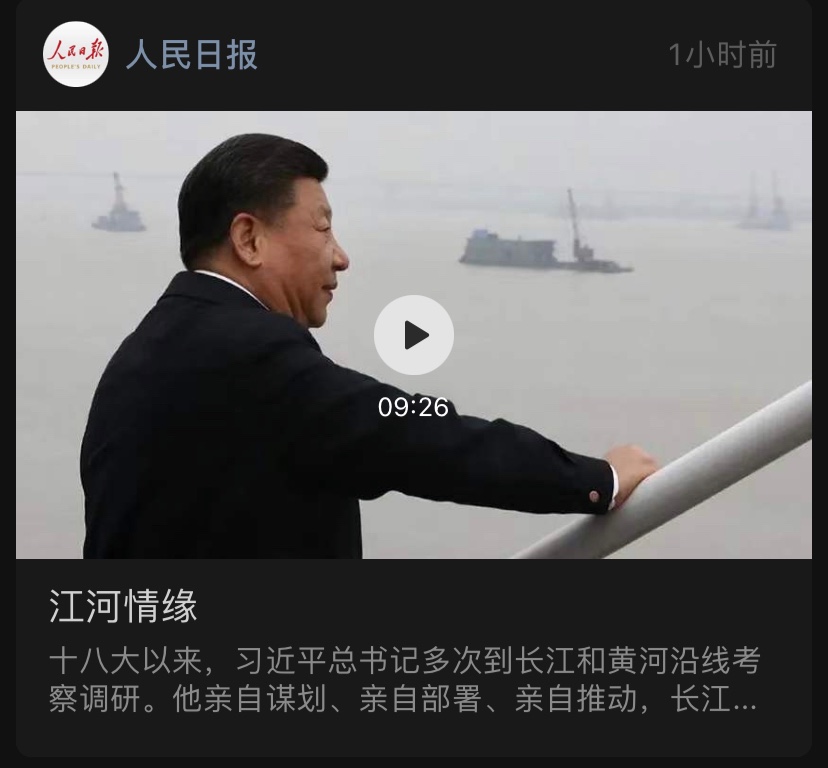 人民日报
PEOPLE'S DAILY
人民日报
1小时前
09:26
江河情缘
十八大以来，习近平总书记多次到长江和黄河沿线考
察调研。他亲自谋划、亲自部署、亲自推动，长江...